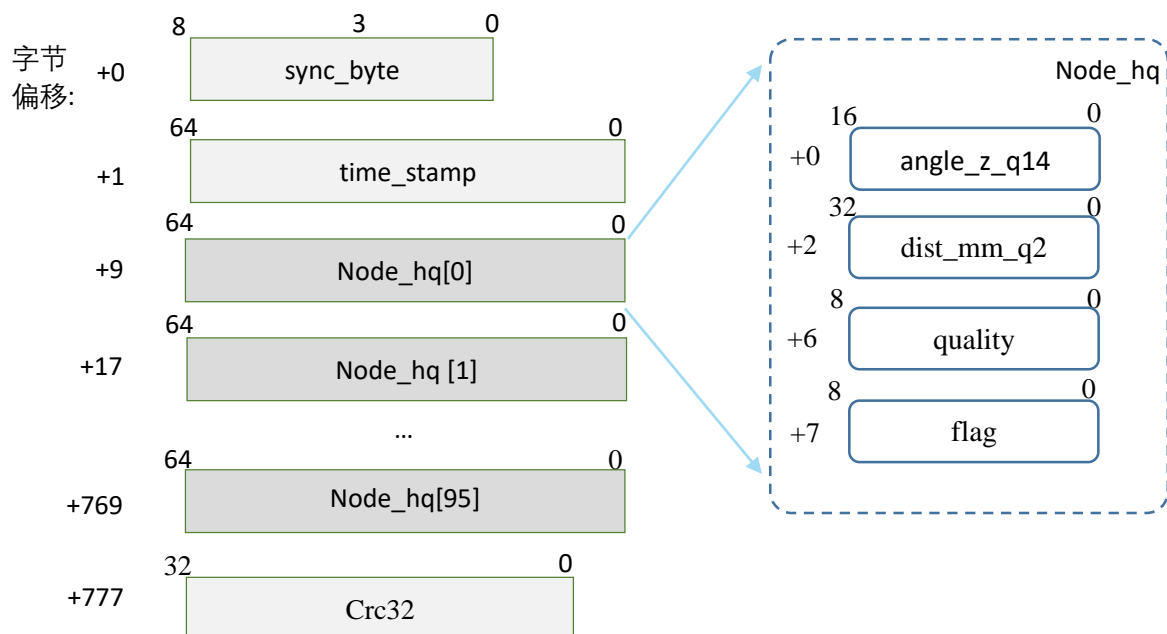 8 3 0
字节
偏移:
+0
sync_byte
64 0
+1
time_stamp
64 0
+9
Node_hq[0]
64 0
+17
Node_hq [1]
...
64 0
+769
Node_hq[95]
32 0
+777
Crc32
Node_hq
16 0
+0
angle_z_q14
32 0
+2
dist_mm_q2
8 0
+6
quality
8 0
+7
flag